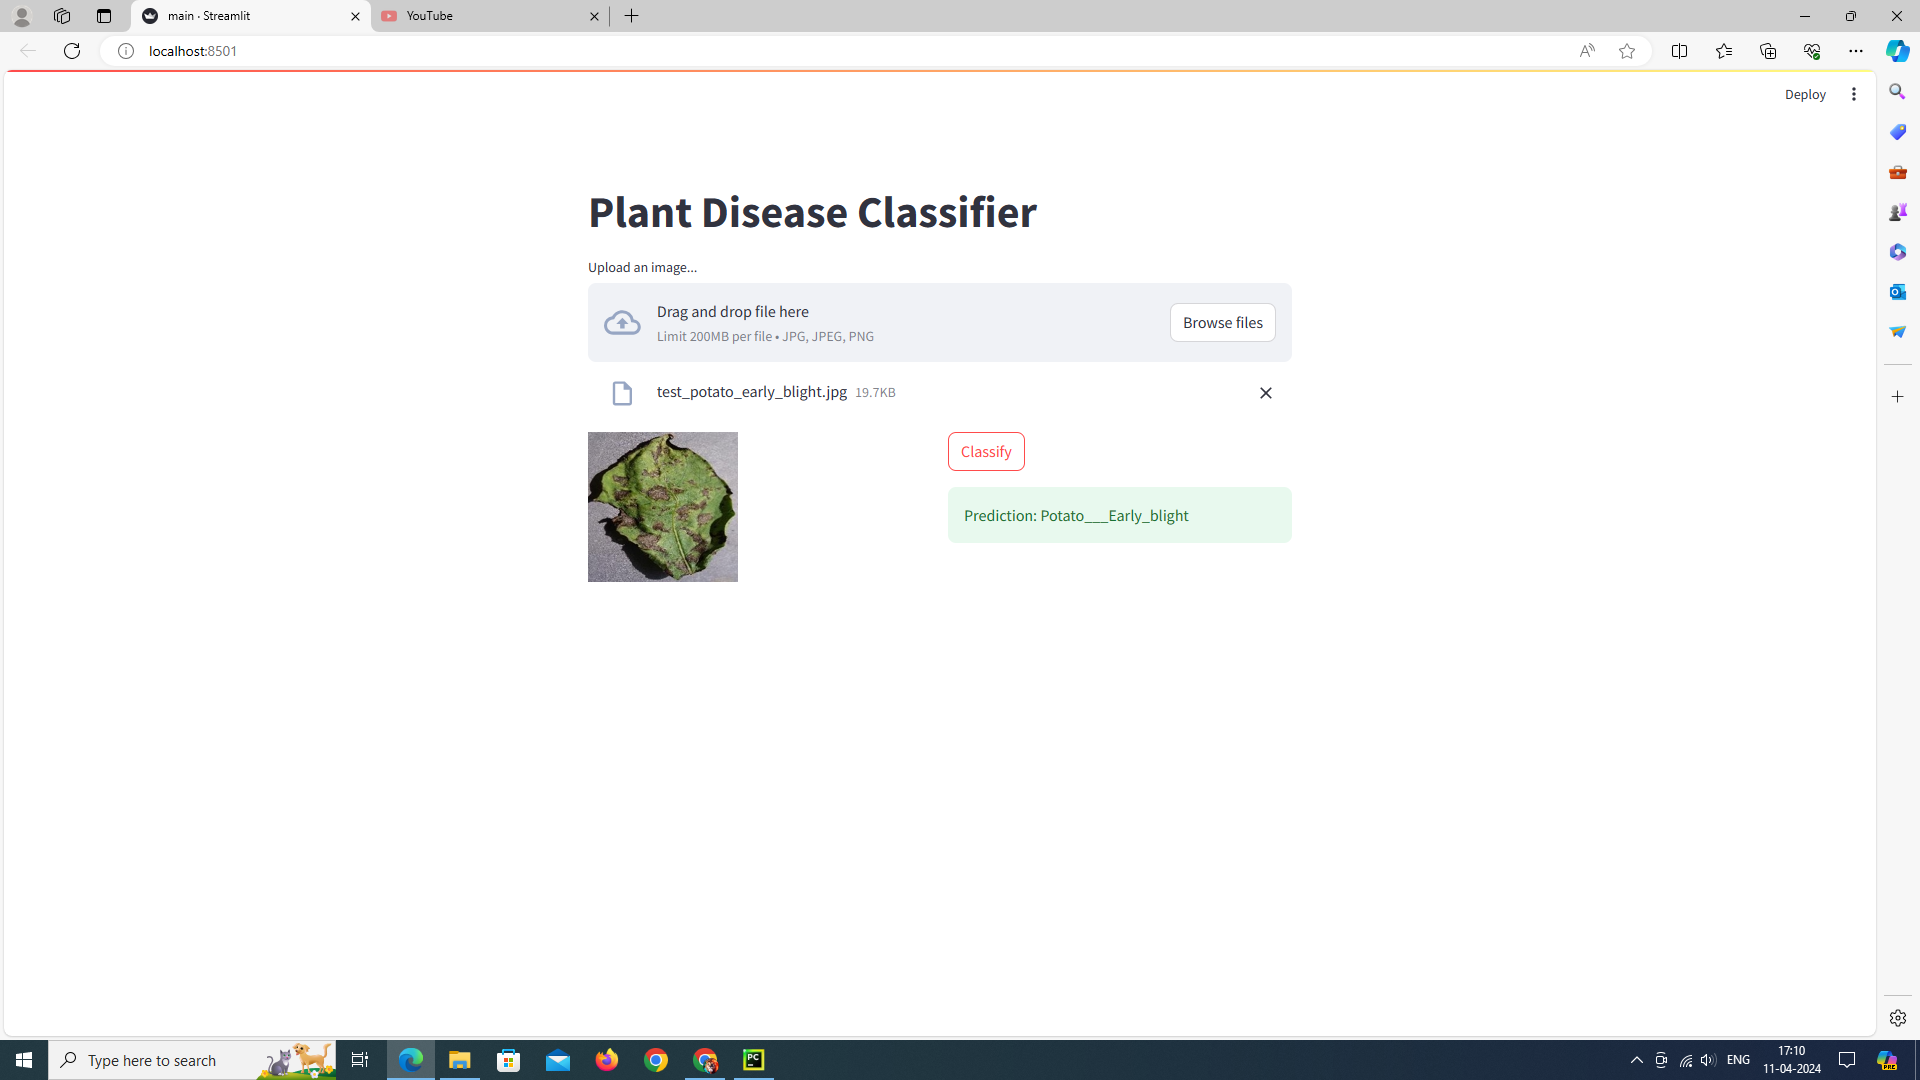 main · Streamlit
YouTube
localhost:8501
Deploy
Plant Disease Classifier
Upload an image...
Drag and drop file here
Limit 200MB per file • JPG, JPEG, PNG
Browse files
test_potato_early_blight.jpg 19.7KB
Classify
Prediction: Potato___Early_blight
Type here to search
PC
ENG
17:10
11-04-2024
PRE